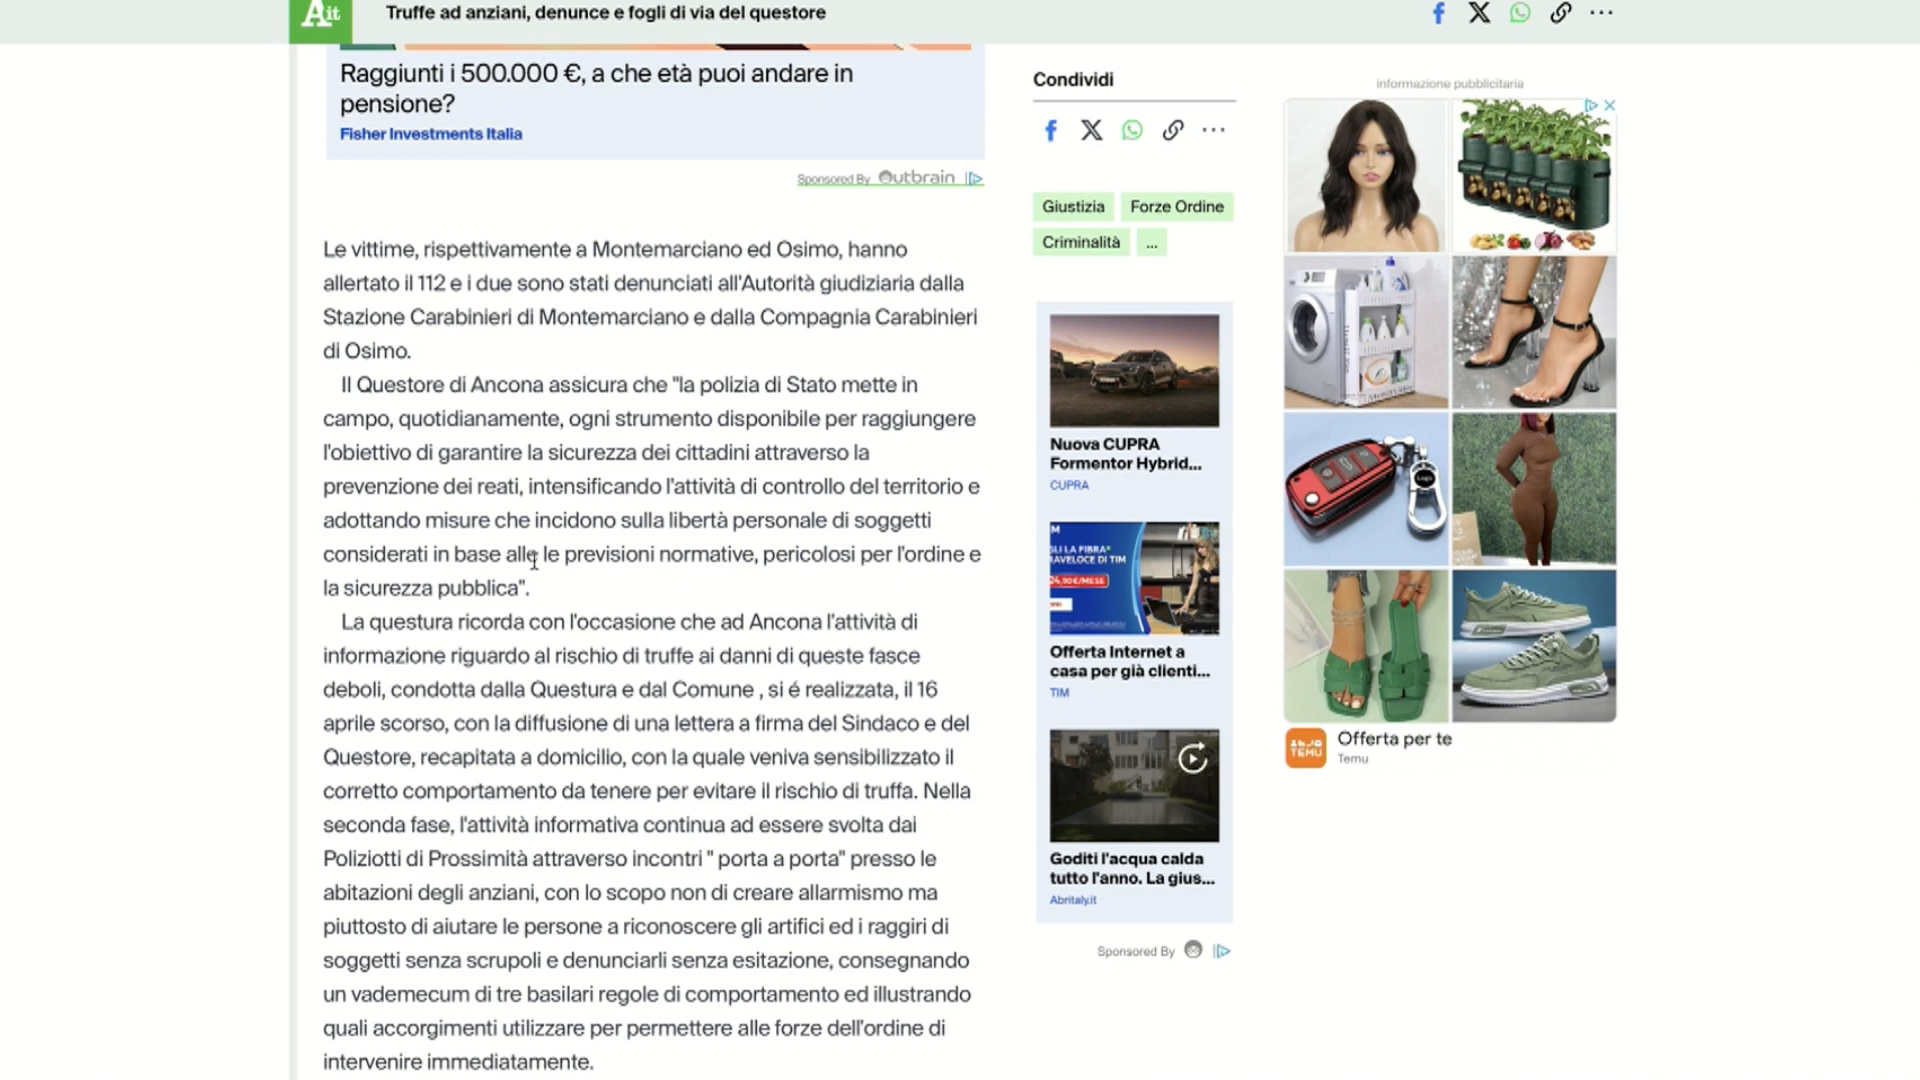 Ait
Truffe ad anziani, denunce e fogli di via del questore
Raggiunti i 500.000 €, a che età puoi andare in
pensione?
Fisher Investments Italia
Sponsored By Outbrain
Le vittime, rispettivamente a Montemarciano ed Osimo, hanno
allertato il 112 e i due sono stati denunciati all'Autorità giudiziaria dalla
Stazione Carabinieri di Montemarciano e dalla Compagnia Carabinieri
di Osimo.
Il Questore di Ancona assicura che "la polizia di Stato mette in
campo, quotidianamente, ogni strumento disponibile per raggiungere
l'obiettivo di garantire la sicurezza dei cittadini attraverso la
prevenzione dei reati, intensificando l'attività di controllo del territorio e
adottando misure che incidono sulla libertà personale di soggetti
considerati in base alle le previsioni normative, pericolosi per l'ordine e
la sicurezza pubblica".
La questura ricorda con l'occasione che ad Ancona l'attività di
informazione riguardo al rischio di truffe ai danni di queste fasce
deboli, condotta dalla Questura e dal Comune , si é realizzata, il 16
aprile scorso, con la diffusione di una lettera a firma del Sindaco e del
Questore, recapitata a domicilio, con la quale veniva sensibilizzato il
corretto comportamento da tenere per evitare il rischio di truffa. Nella
seconda fase, l'attività informativa continua ad essere svolta dai
Poliziotti di Prossimità attraverso incontri " porta a porta" presso le
abitazioni degli anziani, con lo scopo non di creare allarmismo ma
piuttosto di aiutare le persone a riconoscere gli artifici ed i raggiri di
soggetti senza scrupoli e denunciarli senza esitazione, consegnando
un vademecum di tre basilari regole di comportamento ed illustrando
quali accorgimenti utilizzare per permettere alle forze dell'ordine di
intervenire immediatamente.
Condividi
Giustizia
Forze Ordine
Criminalità
...
Nuova CUPRA
Formentor Hybrid...
CUPRA
GLI LA FIBRA
RAVELOCE DI TIM
24,90€/MESE
Offerta Internet a
casa per già clienti...
TIM
Goditi l'acqua calda
tutto l'anno. La gius...
Abritaly.it
Sponsored By
informazione pubblicitaria
Logo
TEMU
Offerta per te
Temu